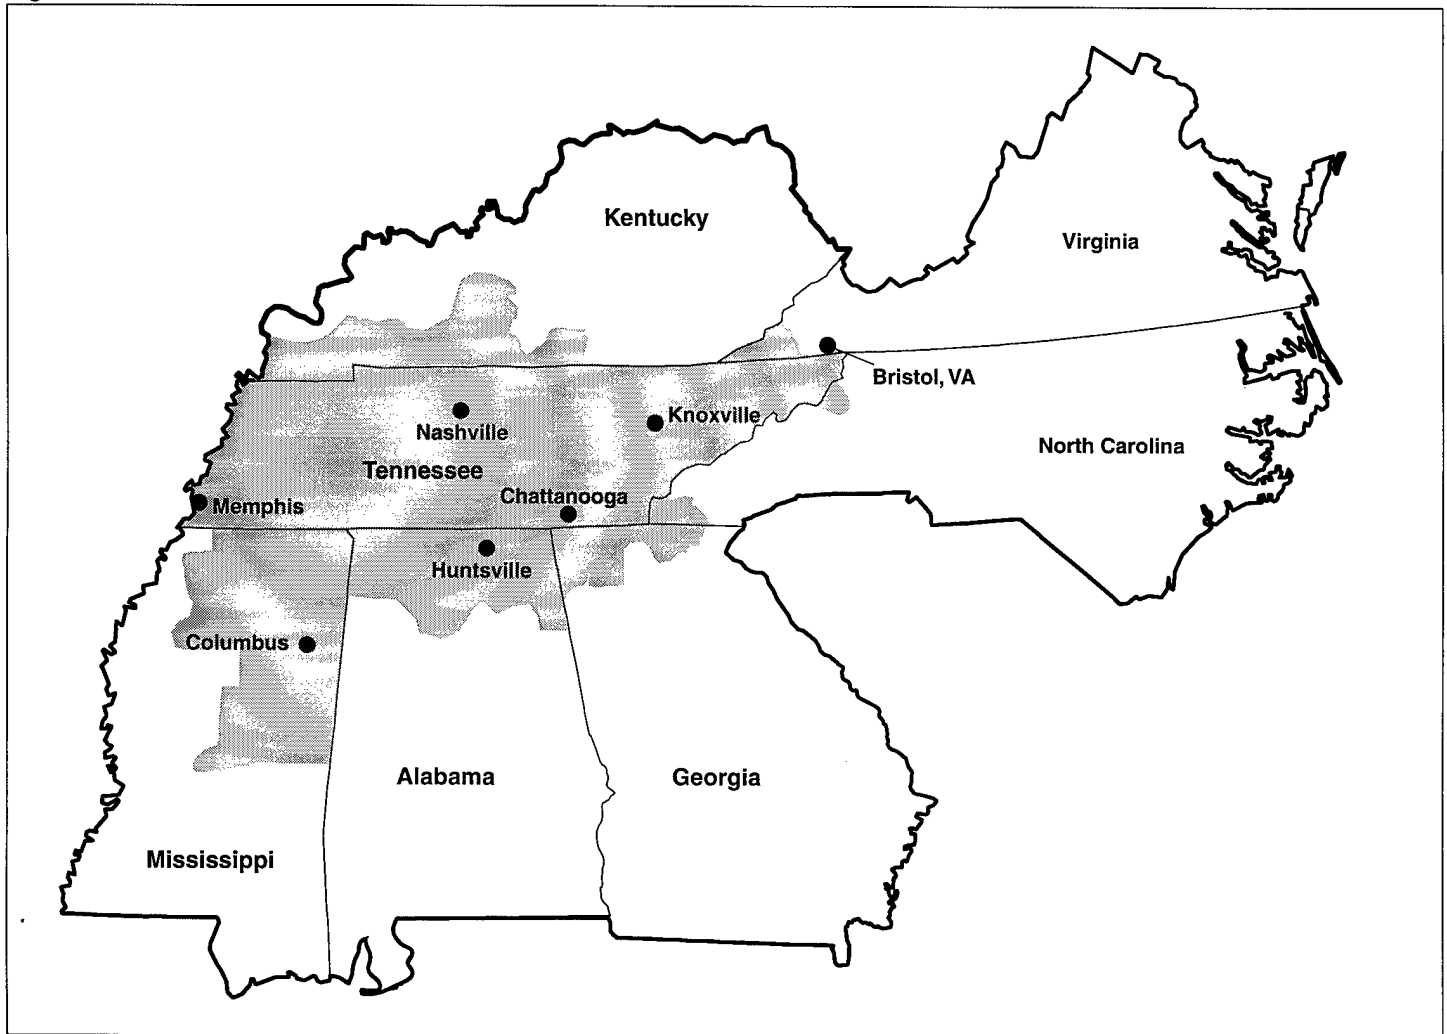 Kentucky
Virginia
Bristol, VA
Knoxville
Nashville
North Carolina
Tennessee
Chattanooga
Memphis
Huntsville
Columbus
Alabama
Georgia
Mississippi